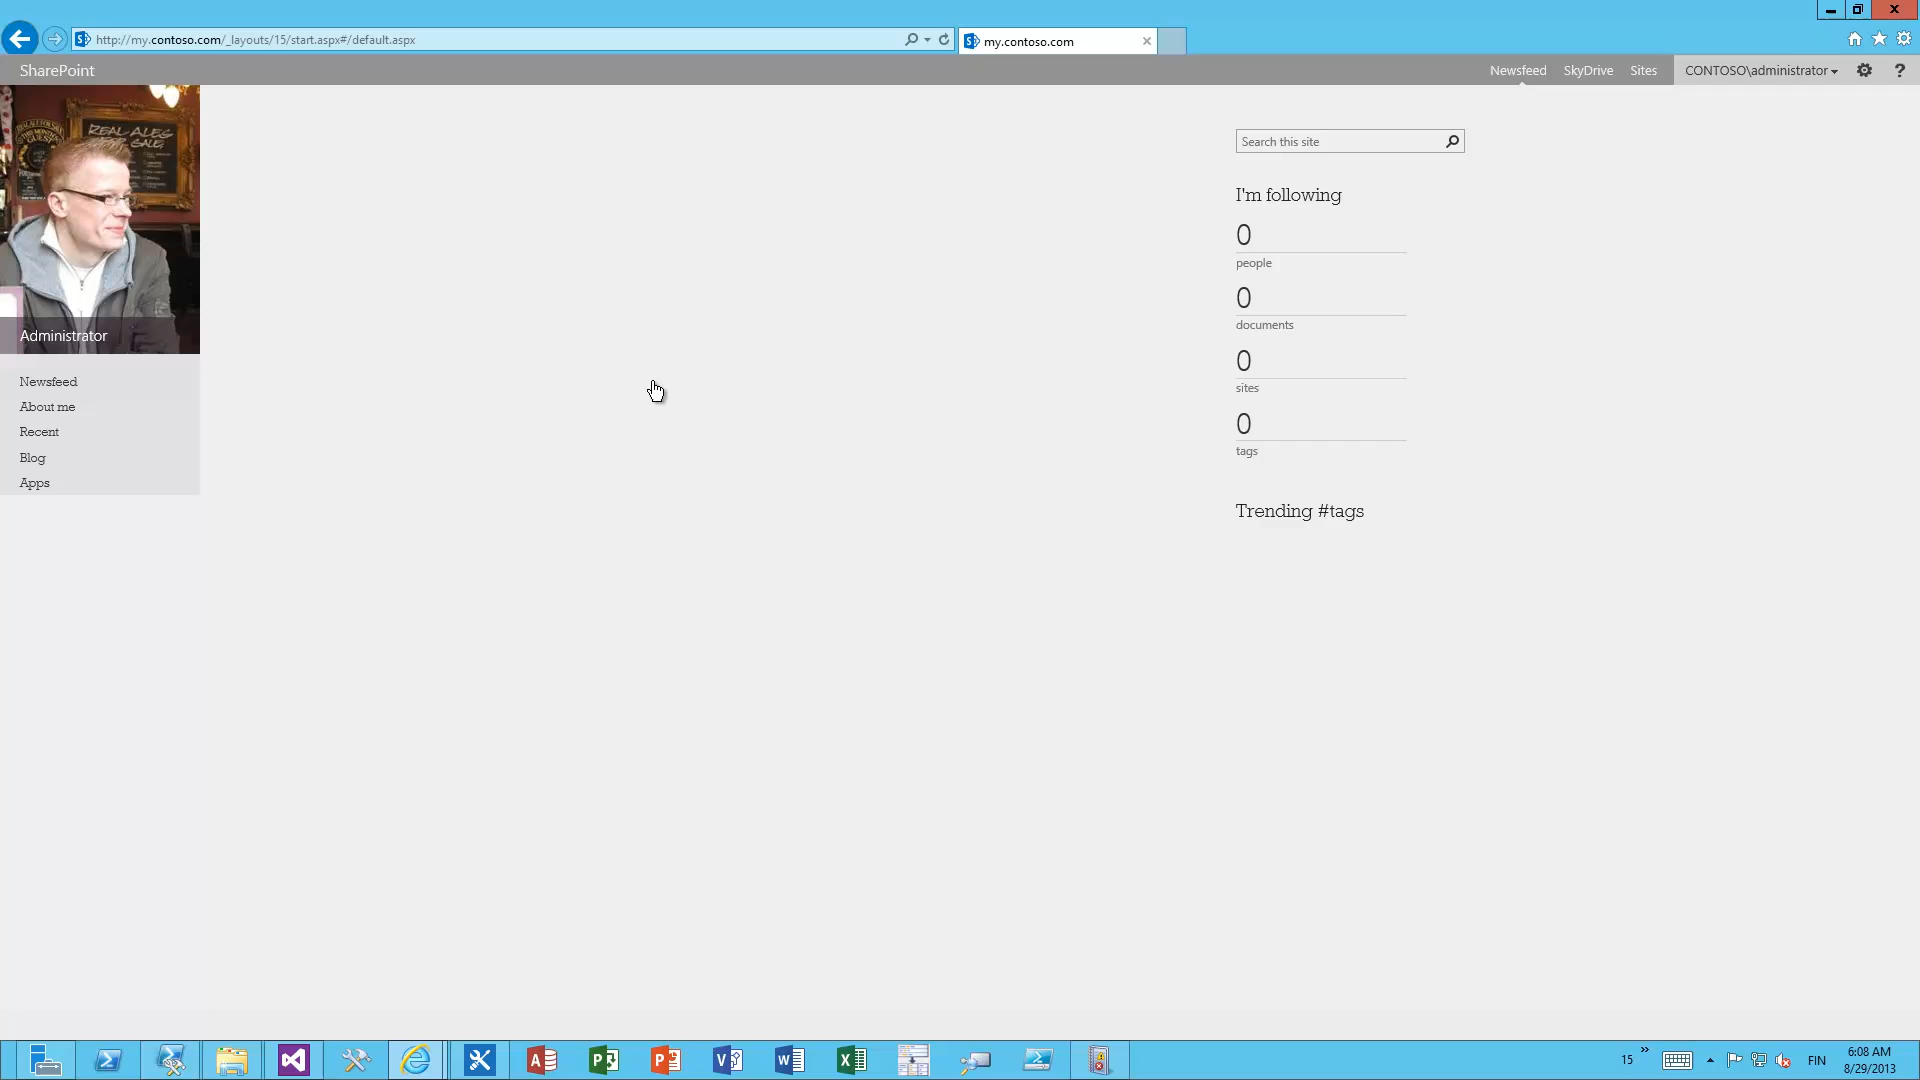 http://my.contoso.com/_layouts/15/start.aspx#/default.aspx
my.contoso.com
SharePoint
Newsfeed
SkyDrive
Sites
CONTOSO\administrator
?
REAL ALES
Administrator
Newsfeed
About me
Recent
Blog
Apps
Search this site
I'm following
0
people
0
documents
0
sites
0
tags
Trending #tags
15
FIN
6:08 AM
8/29/2013